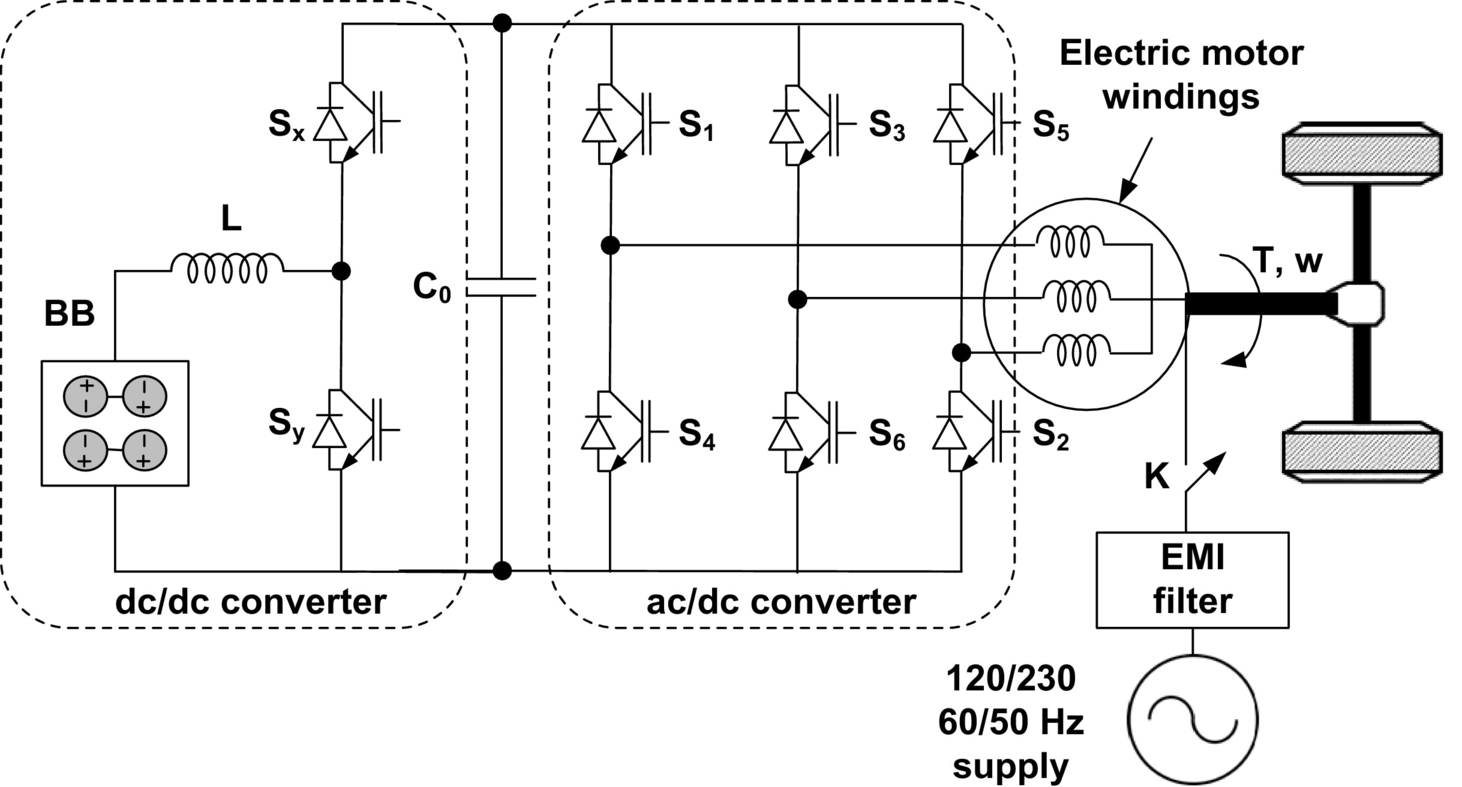 Electric motor
windings
Sx
S1
S3
S5
L
T, w
C0
BB
Sy
S4
S6
S2
K
dc/dc converter
ac/dc converter
EMI
filter
120/230
60/50 Hz
supply